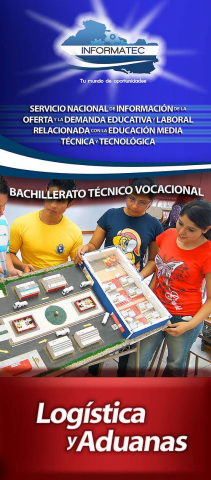 INFORMATEC
Tu mundo de oportunidades
SERVICIO NACIONAL DE INFORMACIÓN DE LA
OFERTA Y LA DEMANDA EDUCATIVA Y LABORAL
RELACIONADA CON LA EDUCACIÓN MEDIA
TÉCNICA Y TECNOLÓGICA
BACHILLERATO TÉCNICO VOCACIONAL
Logística
y Aduanas